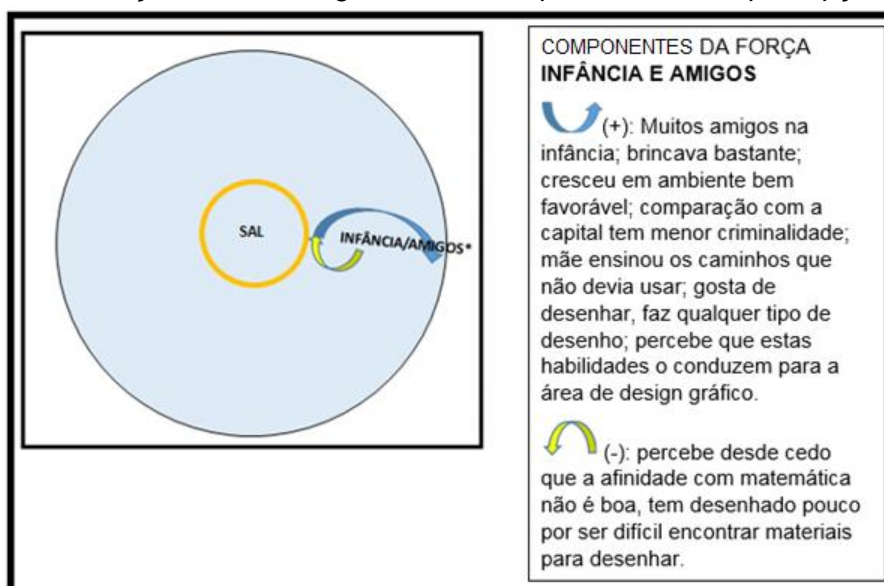 SAL
INFÂNCIA/AMIGOS*
COMPONENTES DA FORÇA
INFÂNCIA E AMIGOS
(+): Muitos amigos na
infância; brincava bastante;
cresceu em ambiente bem
favorável; comparação com a
capital tem menor criminalidade;
mãe ensinou os caminhos que
não devia usar; gosta de
desenhar, faz qualquer tipo de
desenho; percebe que estas
habilidades o conduzem para a
área de design gráfico.
(-): percebe desde cedo
que a afinidade com matemática
não é boa, tem desenhado pouco
por ser difícil encontrar materiais
para desenhar.